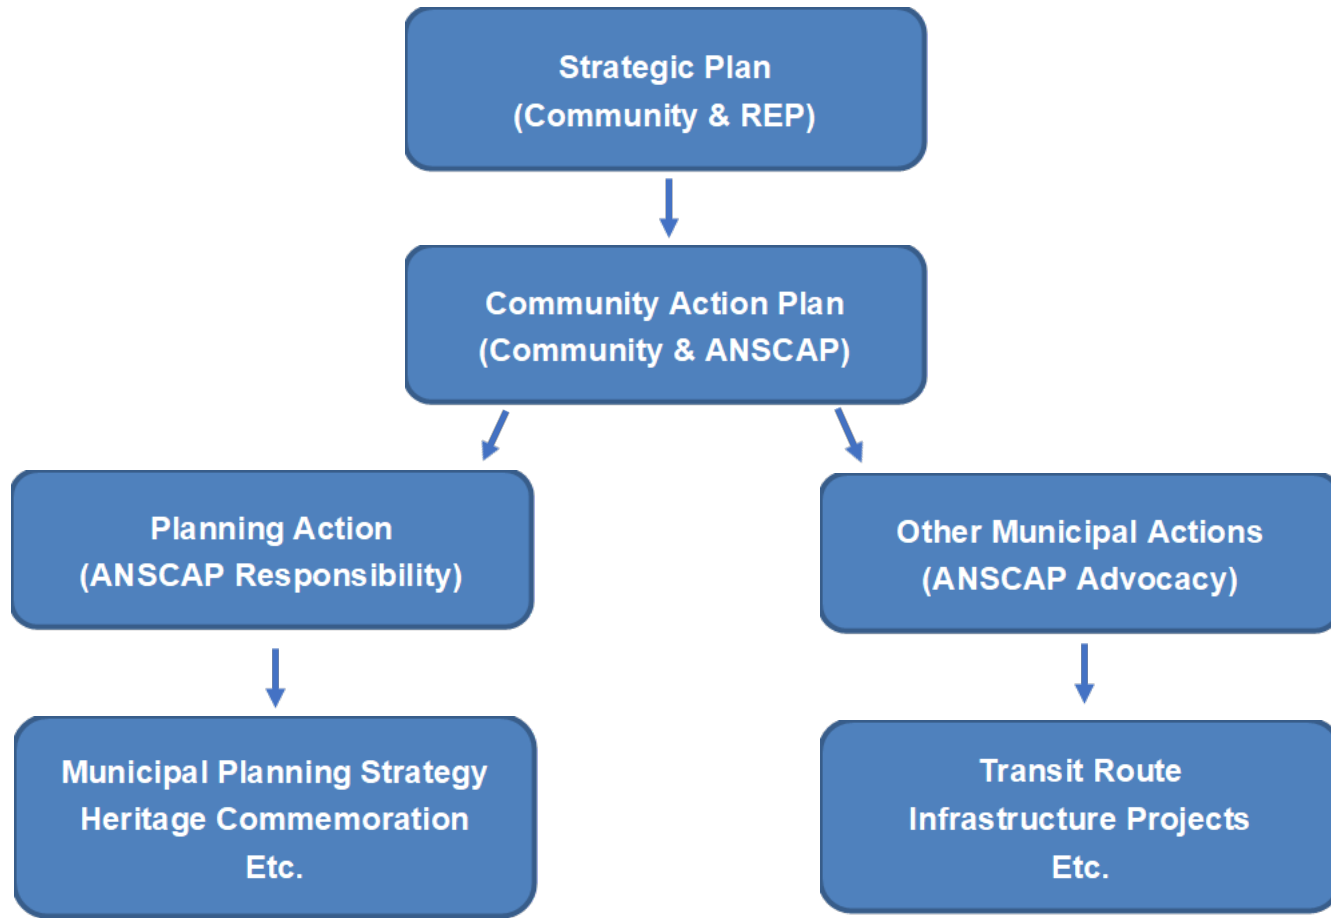 Strategic Plan
(Community & REP)
Community Action Plan
(Community & ANSCAP)
Planning Action
(ANSCAP Responsibility)
Other Municipal Actions
(ANSCAP Advocacy)
Municipal Planning Strategy
Heritage Commemoration
Etc.
Transit Route
Infrastructure Projects
Etc.